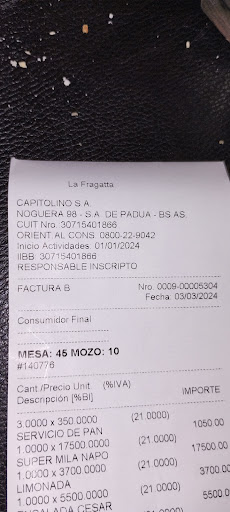 La Fragatta
CAPITOLINO S.A.
NOGUERA 98 - S.A. DE PADUA - BS AS.
CUIT Nro. 30715401866
ORIENT.AL CONS. 0800-22-9042
Inicio Actividades: 01/01/2024
IIBB: 30715401866
RESPONSABLE INSCRIPTO
FACTURA B Nro. 0009-00005304
Fecha: 03/03/2024
Consumidor Final
MESA: 45 MOZO: 10
#140776
Cant./Precio Unit. (%IVA)
Descripción [%BI] IMPORTE
3.0000 x 350.0000 (21.0000)
SERVICIO DE PAN 1050.00
1.0000 x 17500.0000 (21.0000)
SUPER MILA NAPO 17500.00
1.0000 x 3700.0000 (21.0000)
LIMONADA 3700.00
1.0000 x 5500.0000 (21.0000)
ENSALADA CESAR 5500.0